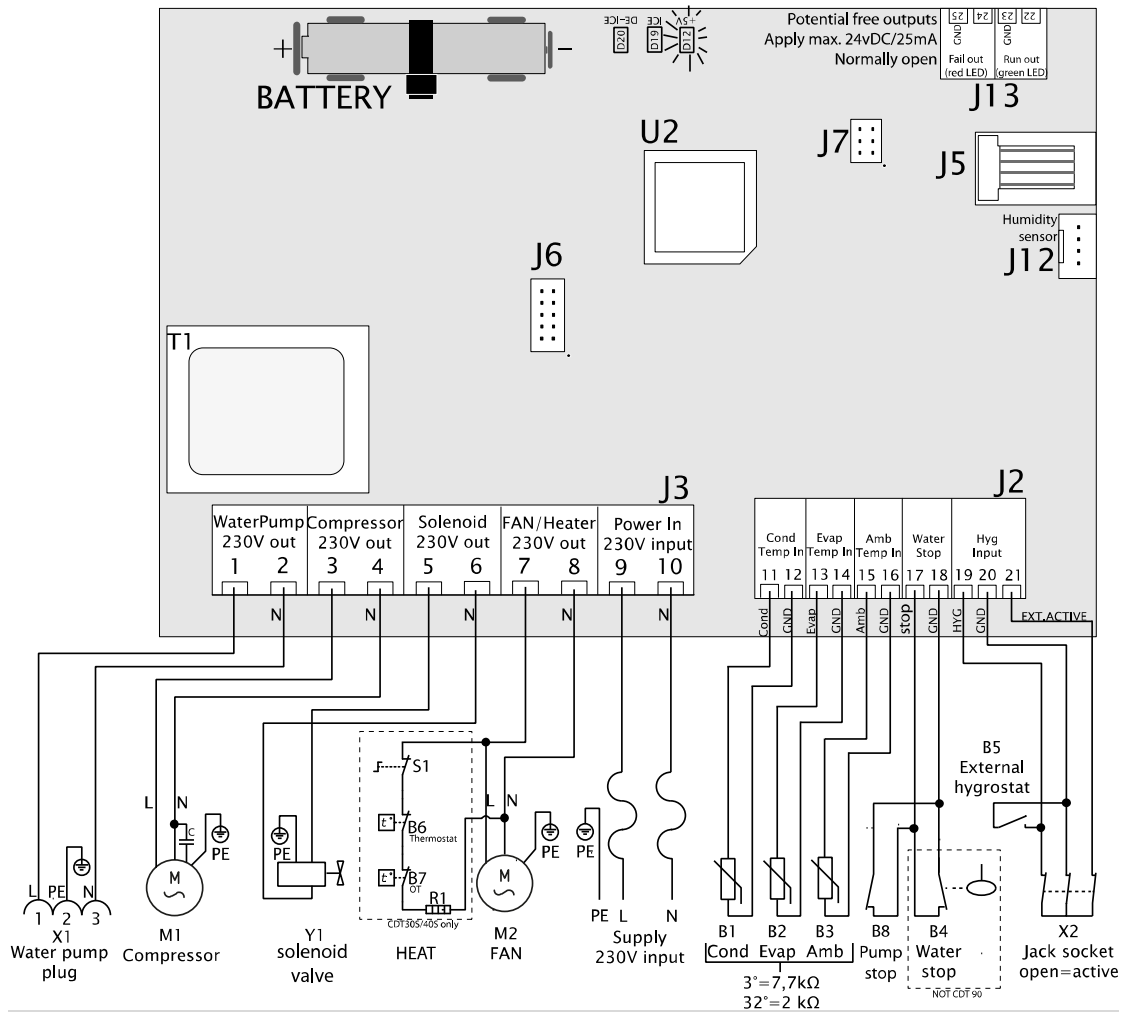 DE-ICE
ICE
+5V
D20
D19
D12
Potential free outputs
Apply max. 24vDC/25mA
Normally open
25
24
23
22
GND
GND
Fail out
(red LED)
Run out
(green LED)
J13
+
-
BATTERY
U2
J7
J5
Humidity
sensor
J12
J6
T1
J3
J2
WaterPump
230V out
Compressor
230V out
Solenoid
230V out
FAN/Heater
230V out
Power In
230V input
1
2
3
4
5
6
7
8
9
10
N
N
N
N
N
Cond
Temp In
Evap
Temp In
Amb
Temp In
Water
Stop
Hyg
Input
11
12
13
14
15
16
17
18
19
20
21
Cond
GND
Evap
GND
Amb
GND
stop
GND
HYG
GND
EXT.ACTIVE
L
PE
N
1
2
3
X1
Water pump
plug
L
N
C
PE
M
M1
Compressor
PE
Y1
solenoid
valve
S1
t°
B6
Thermostat
t°
B7
OT
R1
CDT30S/40S only
HEAT
L
N
PE
M
M2
FAN
PE
PE
L
N
Supply
230V input
B1
B2
B3
Cond
Evap
Amb
3°=7,7kΩ
32°=2 kΩ
B8
Pump
stop
B4
Water
stop
NOT CDT 90
B5
External
hygrostat
X2
Jack socket
open=active